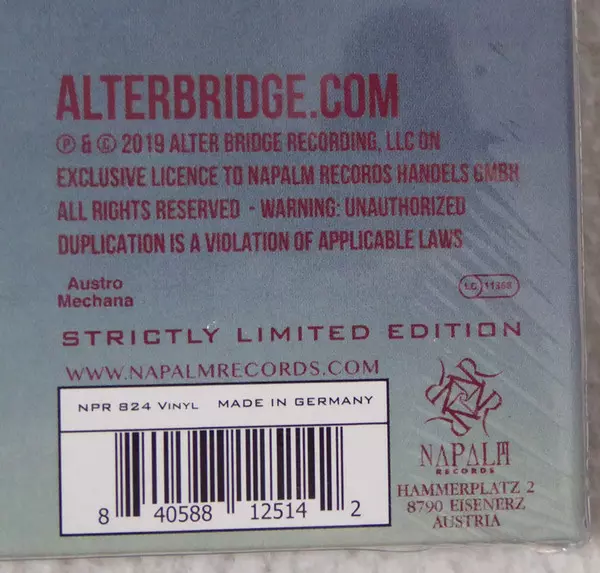 ALTERBRIDGE.COM
℗ & © 2019 ALTER BRIDGE RECORDING, LLC ON
EXCLUSIVE LICENCE TO NAPALM RECORDS HANDELS GMBH
ALL RIGHTS RESERVED - WARNING: UNAUTHORIZED
DUPLICATION IS A VIOLATION OF APPLICABLE LAWS
Austro
Mechana
LC
STRICTLY LIMITED EDITION
WWW.NAPALMRECORDS.COM
NPR 824 VINYL MADE IN GERMANY
8 40588 12514 2
NAPALM
RECORDS
HAMMERPLATZ 2
8790 EISENERZ
AUSTRIA